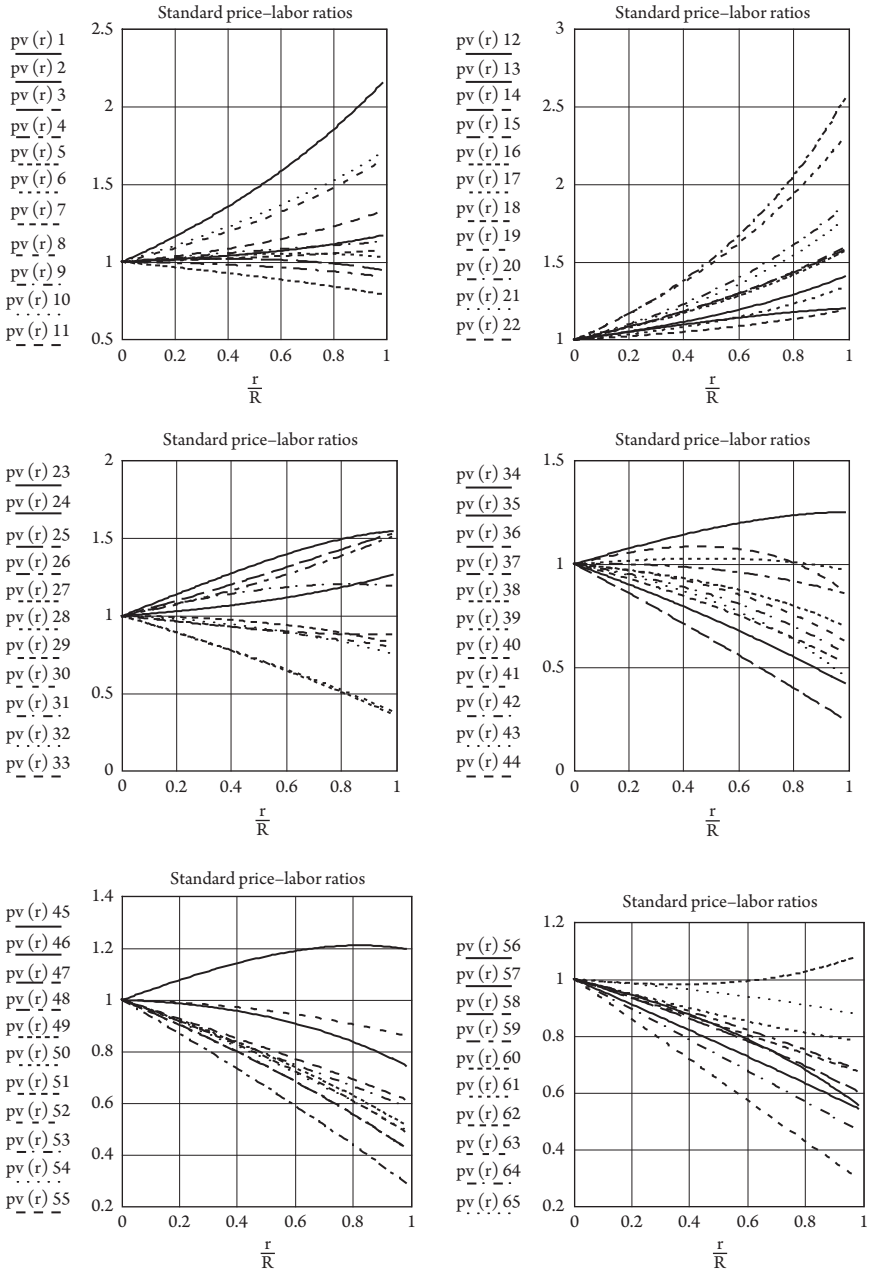 Standard price–labor ratios
pv (r) 1
pv (r) 2
pv (r) 3
pv (r) 4
pv (r) 5
pv (r) 6
pv (r) 7
pv (r) 8
pv (r) 9
pv (r) 10
pv (r) 11
2.5
2
1.5
1
0.5
0
0.2
0.4
0.6
0.8
1
r
R
Standard price–labor ratios
pv (r) 12
pv (r) 13
pv (r) 14
pv (r) 15
pv (r) 16
pv (r) 17
pv (r) 18
pv (r) 19
pv (r) 20
pv (r) 21
pv (r) 22
3
2.5
2
1.5
1
0
0.2
0.4
0.6
0.8
1
r
R
Standard price–labor ratios
pv (r) 23
pv (r) 24
pv (r) 25
pv (r) 26
pv (r) 27
pv (r) 28
pv (r) 29
pv (r) 30
pv (r) 31
pv (r) 32
pv (r) 33
2
1.5
1
0.5
0
0
0.2
0.4
0.6
0.8
1
r
R
Standard price–labor ratios
pv (r) 34
pv (r) 35
pv (r) 36
pv (r) 37
pv (r) 38
pv (r) 39
pv (r) 40
pv (r) 41
pv (r) 42
pv (r) 43
pv (r) 44
1.5
1
0.5
0
0
0.2
0.4
0.6
0.8
1
r
R
Standard price–labor ratios
pv (r) 45
pv (r) 46
pv (r) 47
pv (r) 48
pv (r) 49
pv (r) 50
pv (r) 51
pv (r) 52
pv (r) 53
pv (r) 54
pv (r) 55
1.4
1.2
1
0.8
0.6
0.4
0.2
0
0.2
0.4
0.6
0.8
1
r
R
Standard price–labor ratios
pv (r) 56
pv (r) 57
pv (r) 58
pv (r) 59
pv (r) 60
pv (r) 61
pv (r) 62
pv (r) 63
pv (r) 64
pv (r) 65
1.2
1
0.8
0.6
0.4
0.2
0
0.2
0.4
0.6
0.8
1
r
R